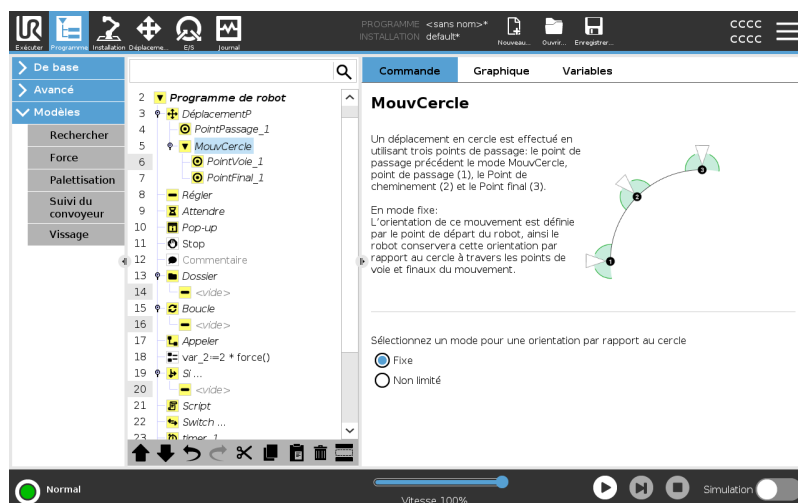 PROGRAMME <sans nom>*
INSTALLATION default*
UR
Exécuter
Programme
Installation
Déplaceme...
E/S
Journal
Nouveau...
Ouvrir...
Enregistrer...
CCCC
CCCC
De base
Avancé
Modèles
Rechercher
Force
Palettisation
Suivi du
convoyeur
Vissage
2 Programme de robot
3 DéplacementP
4 PointPassage_1
5 MouvCercle
6 PointVoie_1
7 PointFinal_1
8 Régler
9 Attendre
10 Pop-up
11 Stop
12 Commentaire
13 Dossier
14 <vide>
15 Boucle
16 <vide>
17 Appeler
18 var_2≔2 * force()
19 Si ...
20 <vide>
21 Script
22 Switch ...
23 timer_1
Commande
Graphique
Variables
MouvCercle
Un déplacement en cercle est effectué en
utilisant trois points de passage: le point de
passage précédent le mode MouvCercle,
point de passage (1), le Point de
cheminement (2) et le Point final (3).
En mode fixe:
L'orientation de ce mouvement est définie
par le point de départ du robot, ainsi le
robot conservera cette orientation par
rapport au cercle à travers les points de
voie et finaux du mouvement.
1
2
3
Sélectionnez un mode pour une orientation par rapport au cercle
Fixe
Non limité
Normal
Vitesse 100%
Simulation